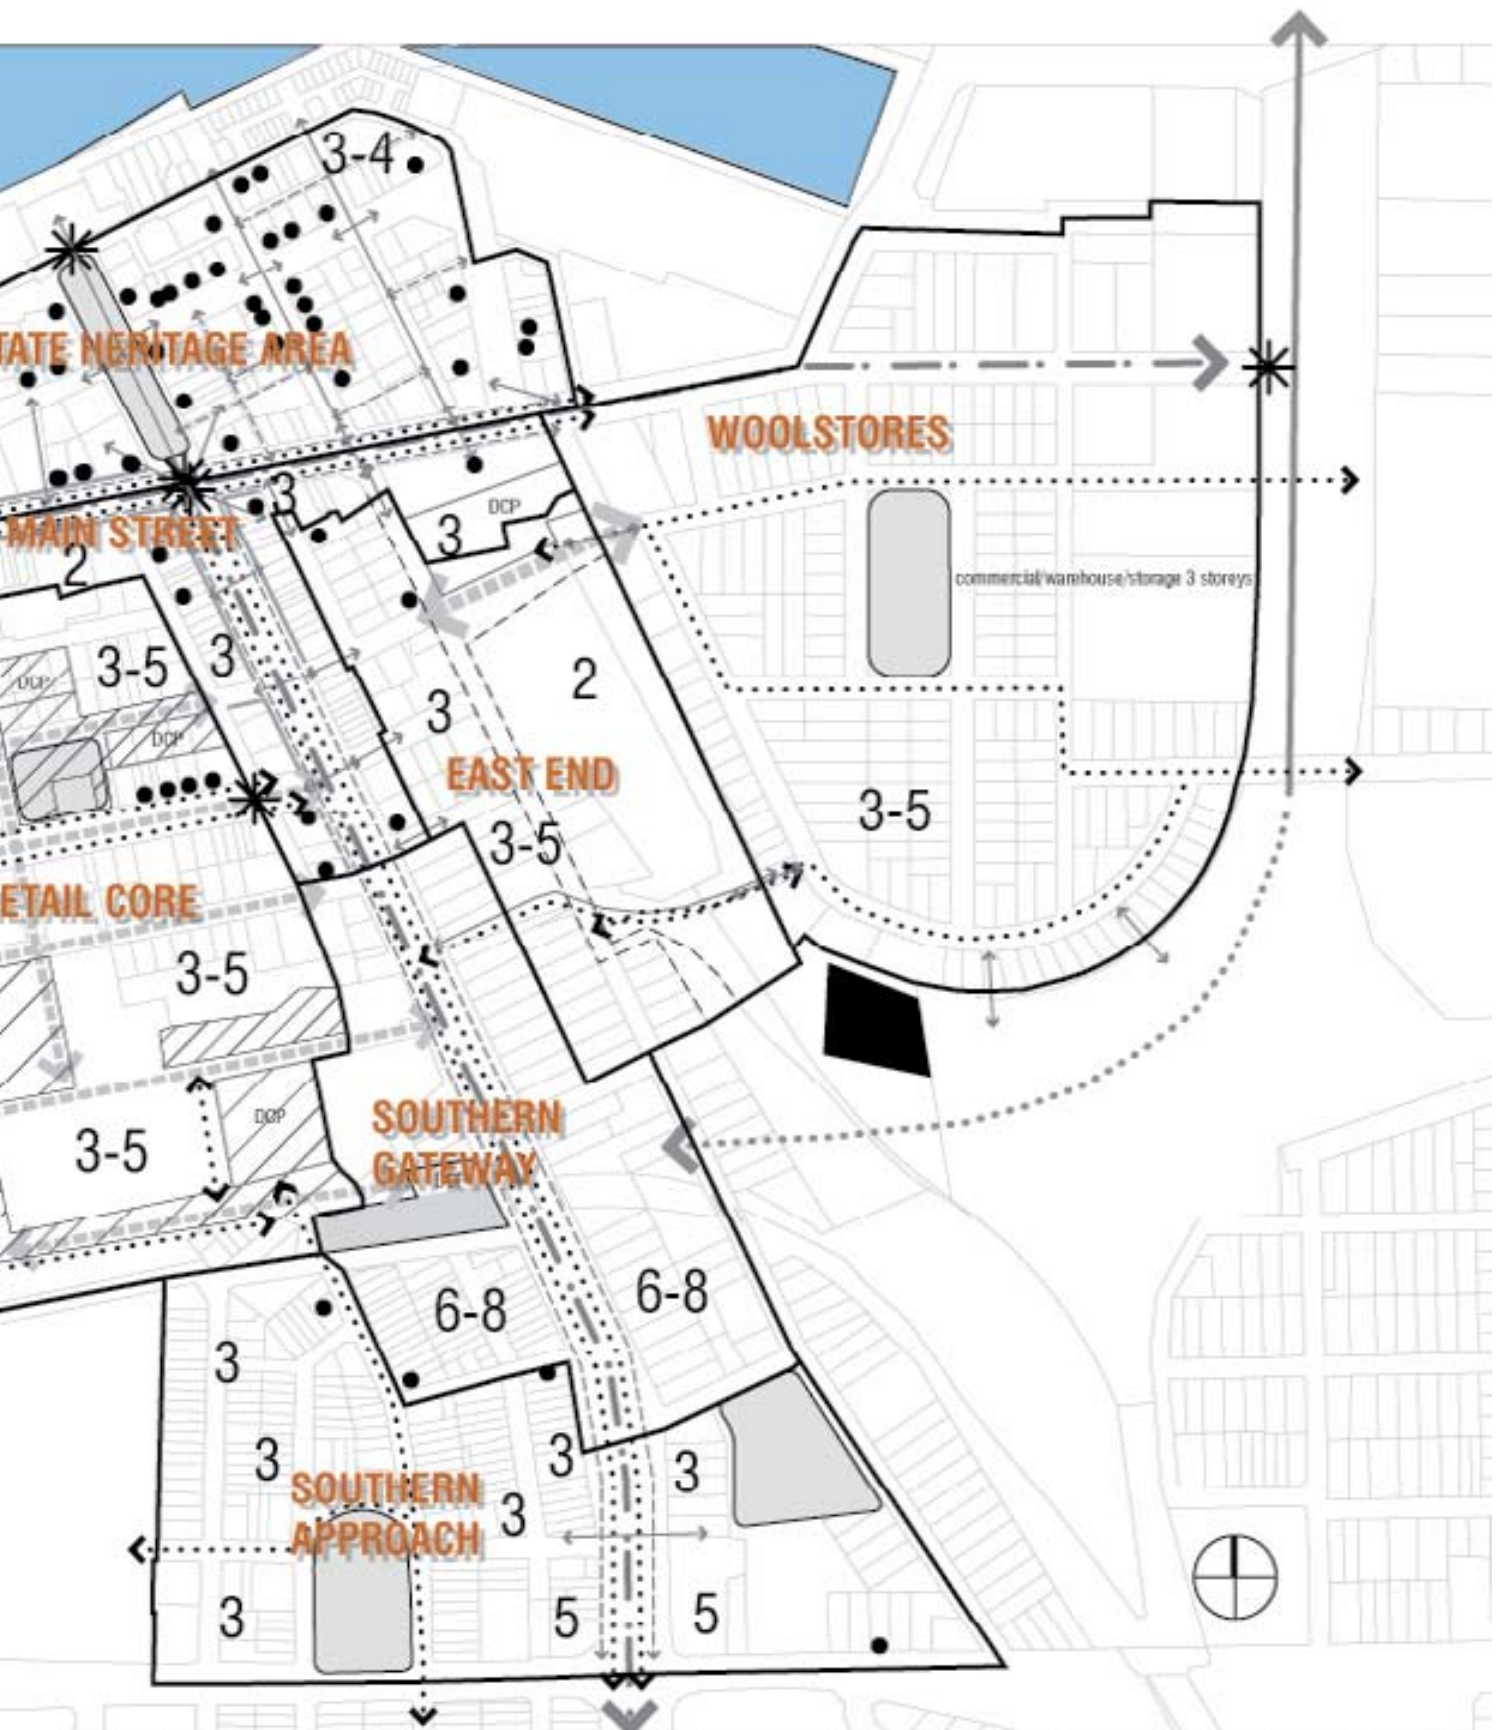 3-4
TATE HERITAGE AREA
WOOLSTORES
3
DCP
MAIN STREET
3
2
commercial/warehouse/storage 3 storeys
3-5
3
2
DCP
3
DCP
EAST END
3-5
3-5
ETAIL CORE
3-5
DCP
SOUTHERN
GATEWAY
3-5
6-8
6-8
3
3
3
3
SOUTHERN
APPROACH
3
3
5
5